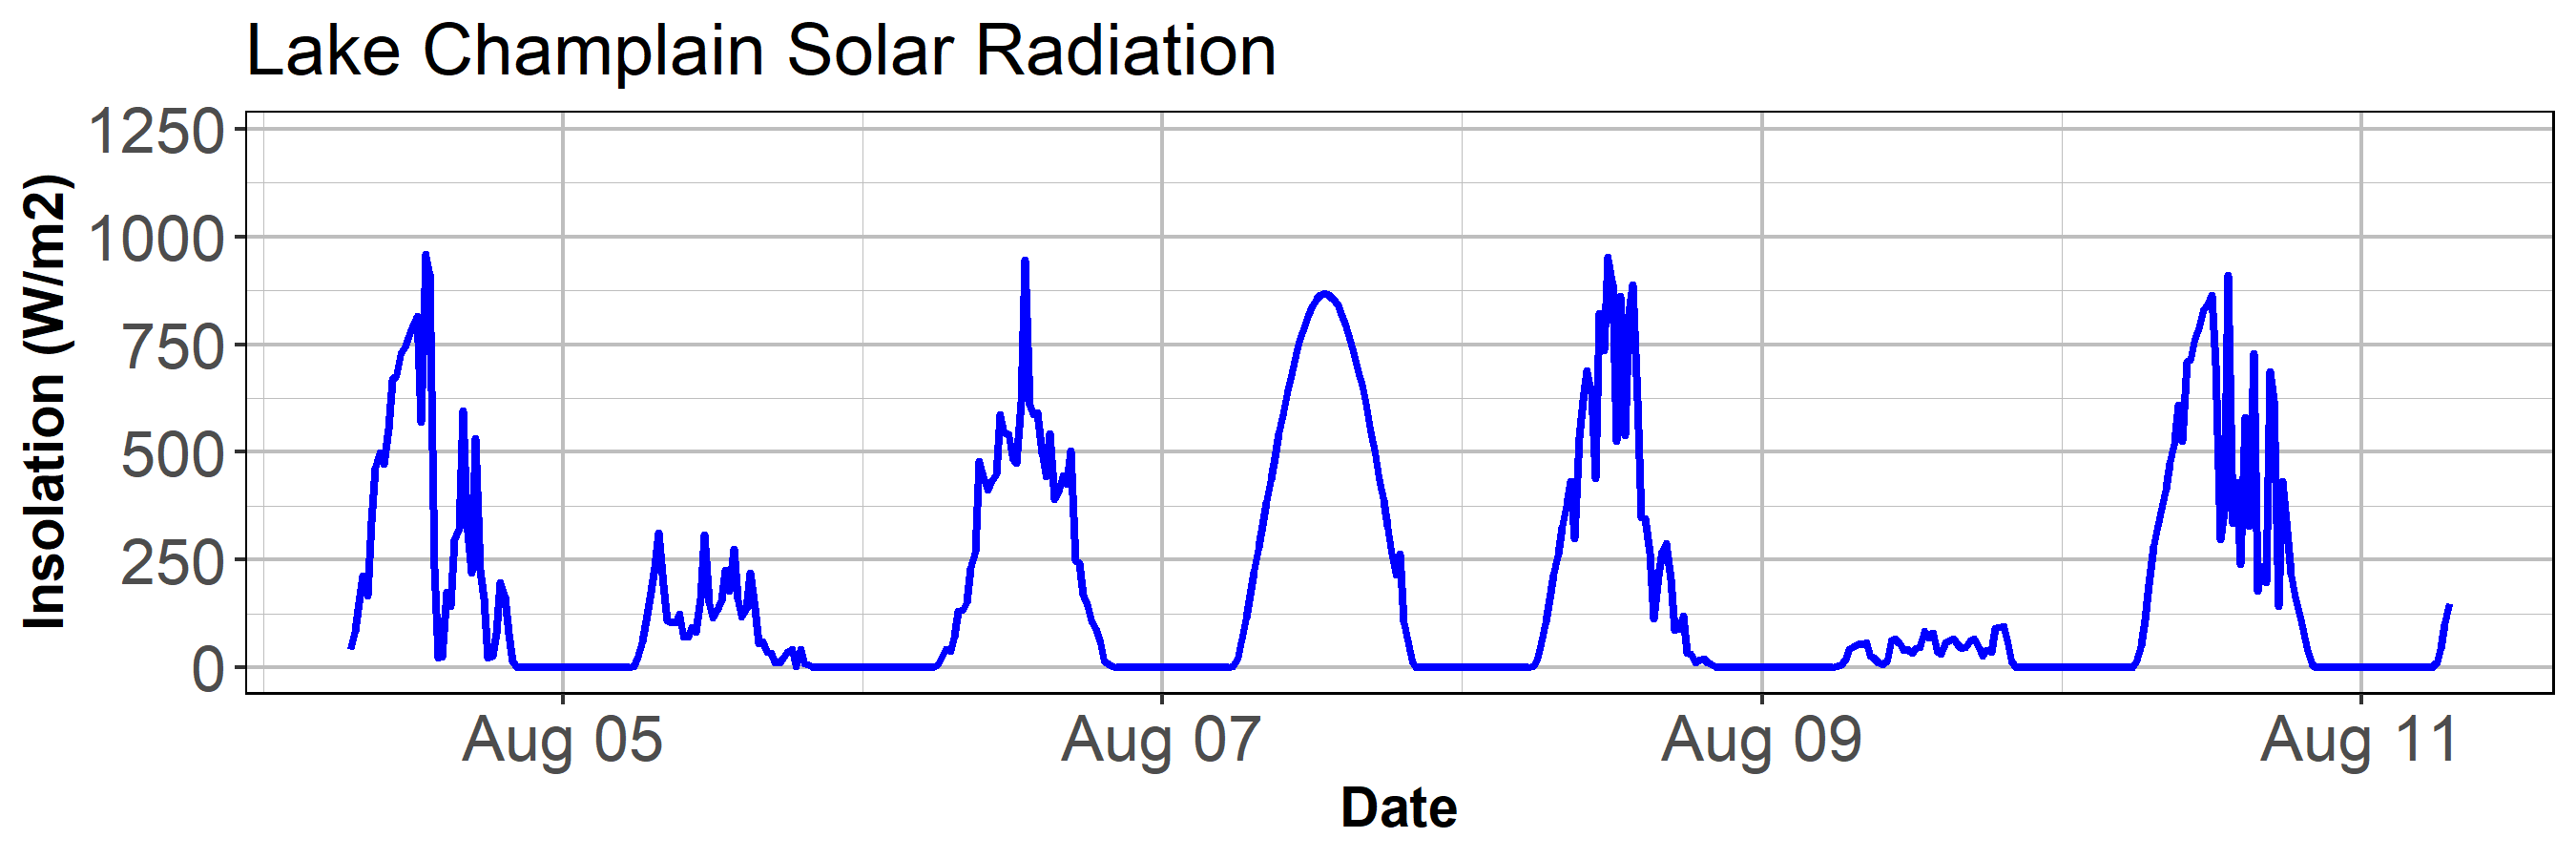 Lake Champlain Solar Radiation
1250
1000
750
500
250
0
Insolation (W/m2)
Aug 05 Aug 07 Aug 09 Aug 11
Date